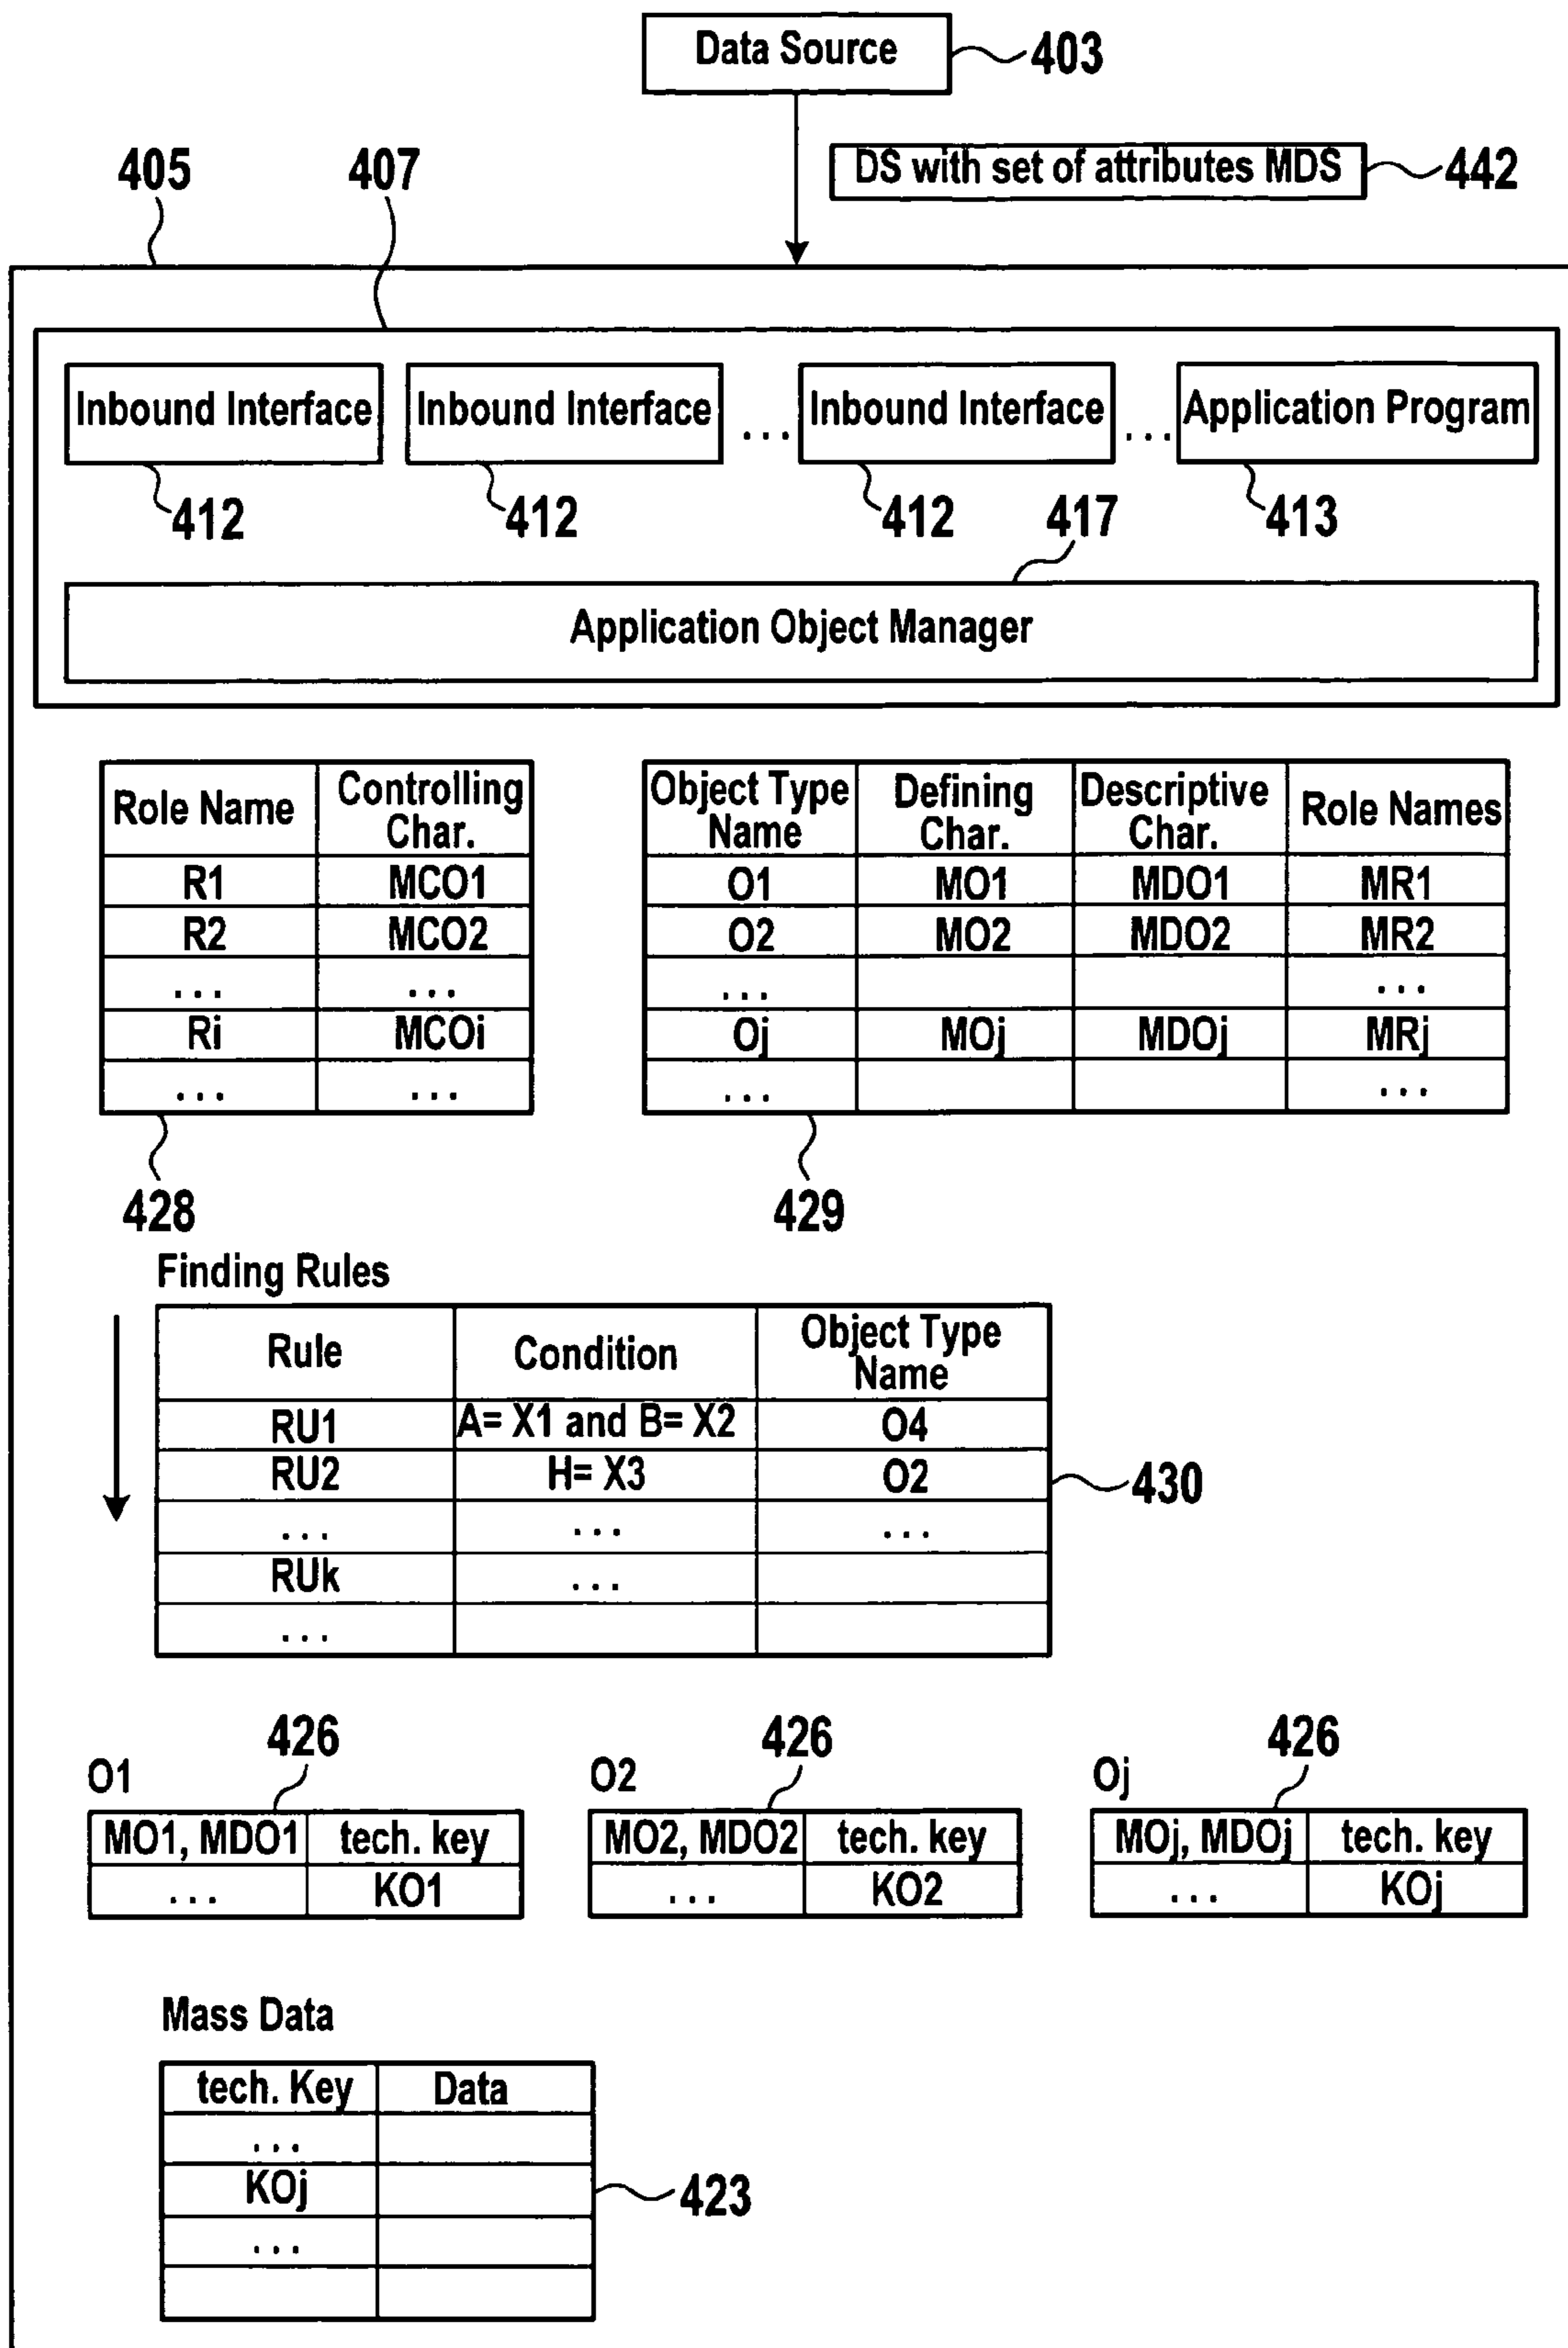 Data Source
403
DS with set of attributes MDS
442
405
407
Inbound Interface
Inbound Interface
...
Inbound Interface
...
Application Program
412
412
412
413
417
Application Object Manager
Role Name
Controlling
Char.
R1
MCO1
R2
MCO2
...
...
Ri
MCOi
...
...
428
Object Type
Name
Defining
Char.
Descriptive
Char.
Role Names
O1
MO1
MDO1
MR1
O2
MO2
MDO2
MR2
...
...
Oj
MOj
MDOj
MRj
...
...
429
Finding Rules
Rule
Condition
Object Type
Name
RU1
A= X1 and B= X2
O4
RU2
H= X3
O2
...
...
...
RUk
...
...
430
O1
426
MO1, MDO1
tech. key
...
KO1
O2
426
MO2, MDO2
tech. key
...
KO2
Oj
426
MOj, MDOj
tech. key
...
KOj
Mass Data
tech. Key
Data
...
KOj
...
423